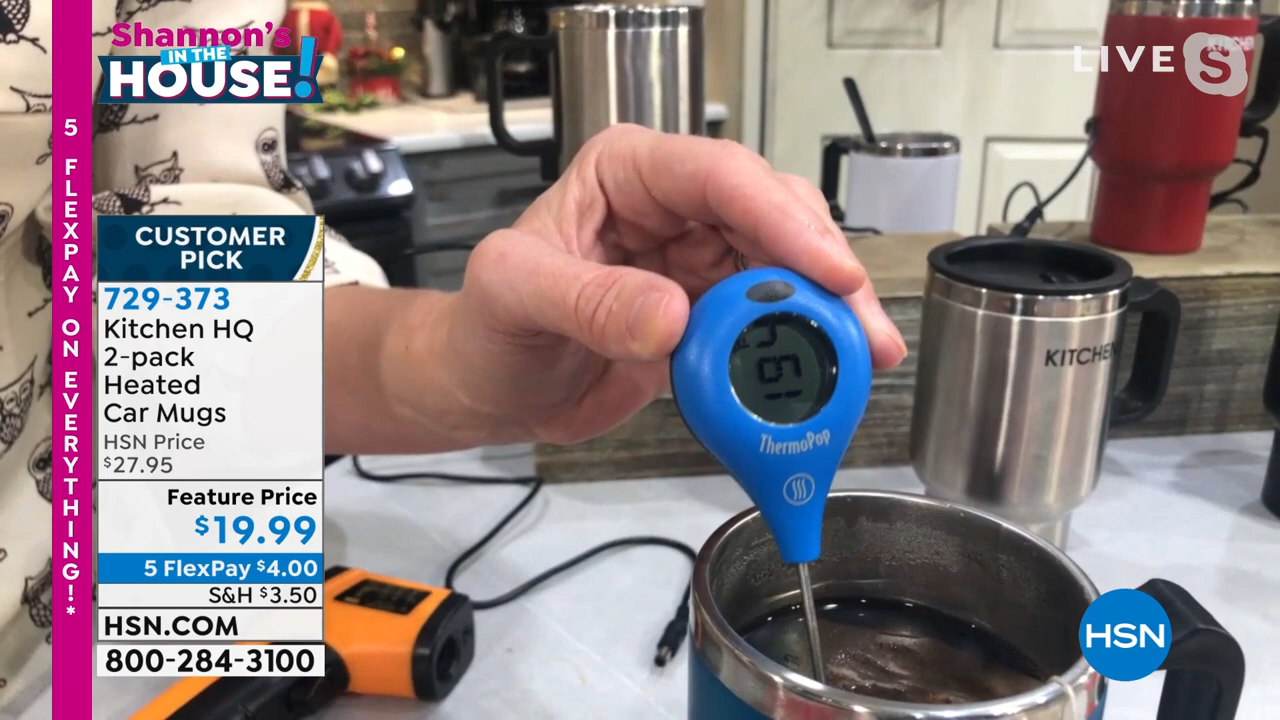 Shannon's
IN THE
HOUSE!
LIVE S
5 FLEXPAY ON EVERYTHING!*
CUSTOMER
PICK
729-373
Kitchen HQ
2-pack
Heated
Car Mugs
HSN Price
$27.95
Feature Price
$19.99
5 FlexPay $4.00
S&H $3.50
HSN.COM
800-284-3100
ThermoPop
KITCHEN
HSN